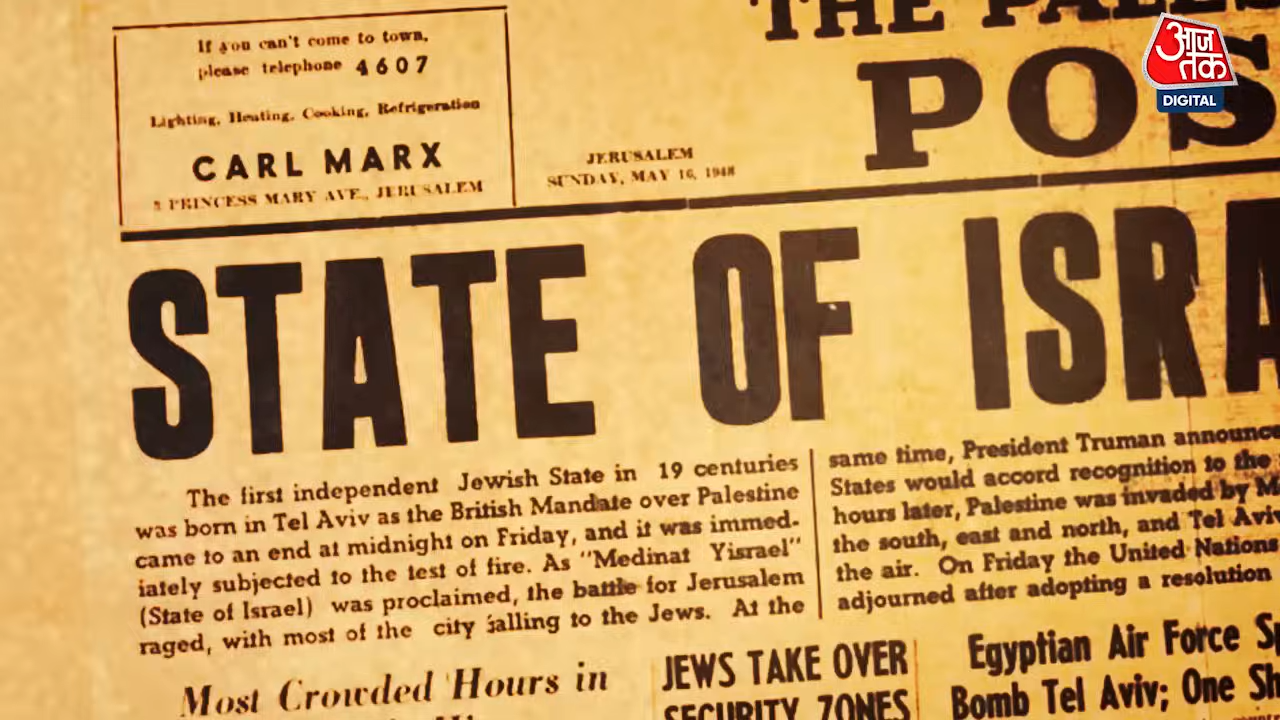 If you can't come to town,
please telephone 4607
Lighting, Heating, Cooking, Refrigeration
CARL MARX
PRINCESS MARY AVE., JERUSALEM
JERUSALEM
SUNDAY, MAY 16, 1948
THE PALES
POS
आज
तक
DIGITAL
STATE OF ISRA
The first independent Jewish State in 19 centuries
was born in Tel Aviv as the British Mandate over Palestine
came to an end at midnight on Friday, and it was immed-
iately subjected to the test of fire. As "Medinat Yisrael"
(State of Israel) was proclaimed, the battle for Jerusalem
raged, with most of the city falling to the Jews. At the
same time, President Truman announc
States would accord recognition to the
hours later, Palestine was invaded by M
the south, east and north, and Tel Aviv
the air. On Friday the United Nations
adjourned after adopting a resolution
Most Crowded Hours in
JEWS TAKE OVER
SECURITY ZONES
Egyptian Air Force Sp
Bomb Tel Aviv; One Sh